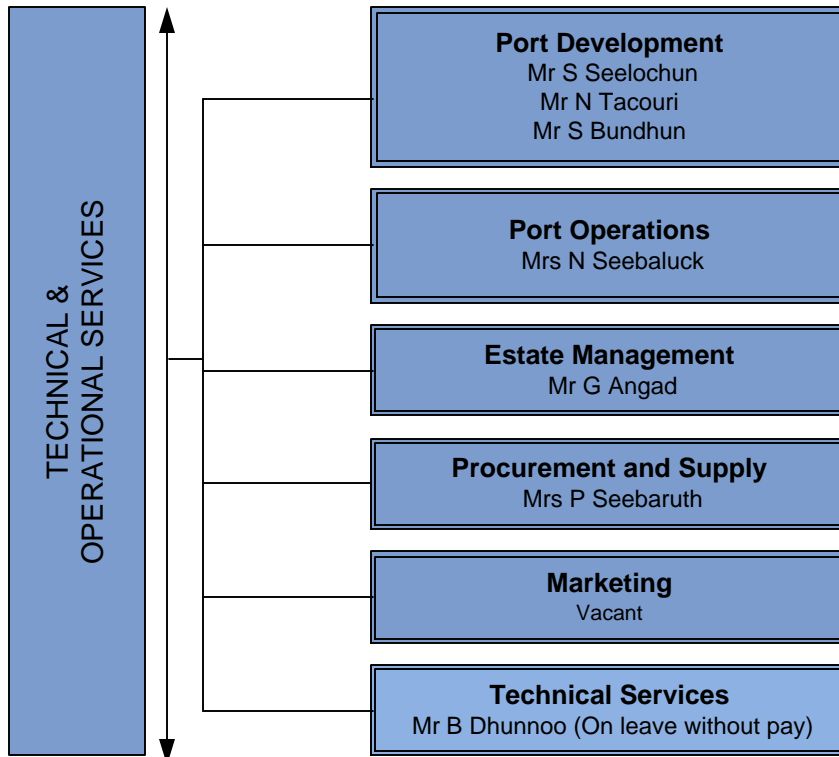 TECHNICAL &
OPERATIONAL SERVICES
Port Development
Mr S Seelochun
Mr N Tacouri
Mr S Bundhun
Port Operations
Mrs N Seebaluck
Estate Management
Mr G Angad
Procurement and Supply
Mrs P Seebaruth
Marketing
Vacant
Technical Services
Mr B Dhunnoo (On leave without pay)